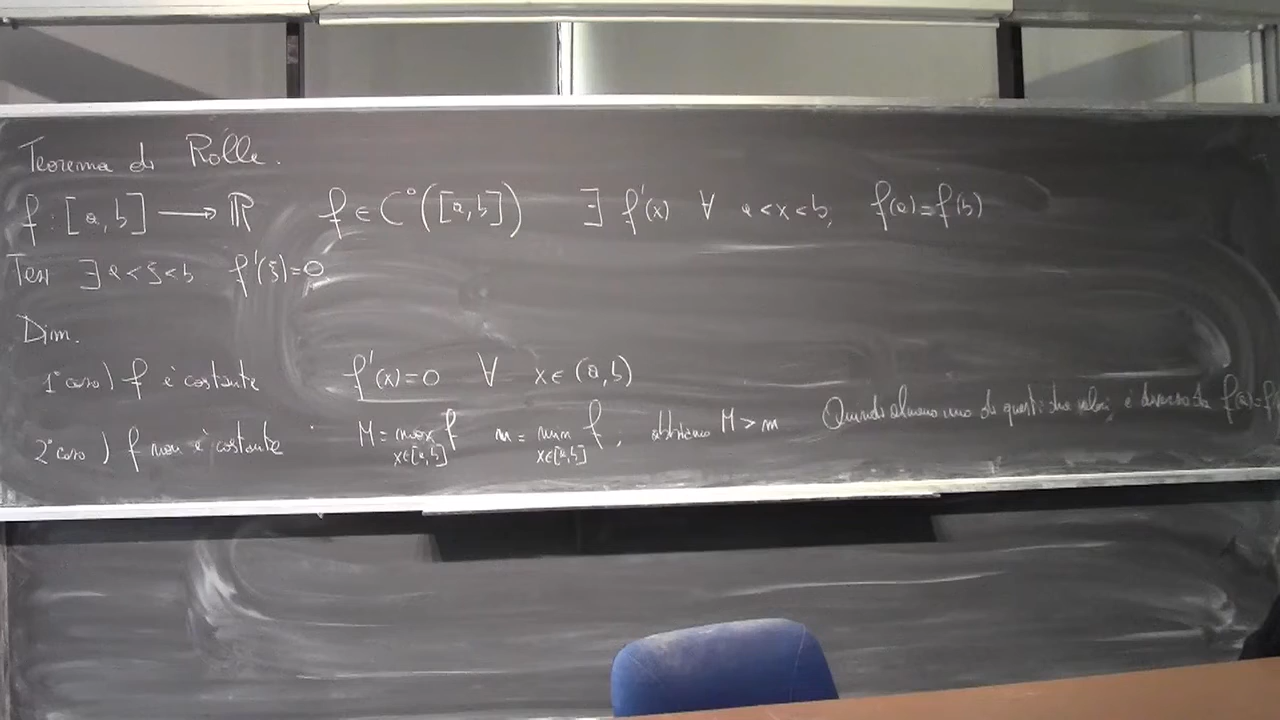 Teorema di Rolle.
f : [a, b] ⟶ ℝ f ∈ C⁰([a, b]) ∃ f'(x) ∀ a < x < b, f(a) = f(b)
Tesi ∃ a < ξ < b f'(ξ) = 0
Dim.
1° caso) f è costante f'(x) = 0 ∀ x ∈ (a, b)
2° caso) f non è costante M = max f m = min f, abbiamo M > m Quindi almeno uno di questi due valori è diverso da f(a) = f
x∈[a,b] x∈[a,b]